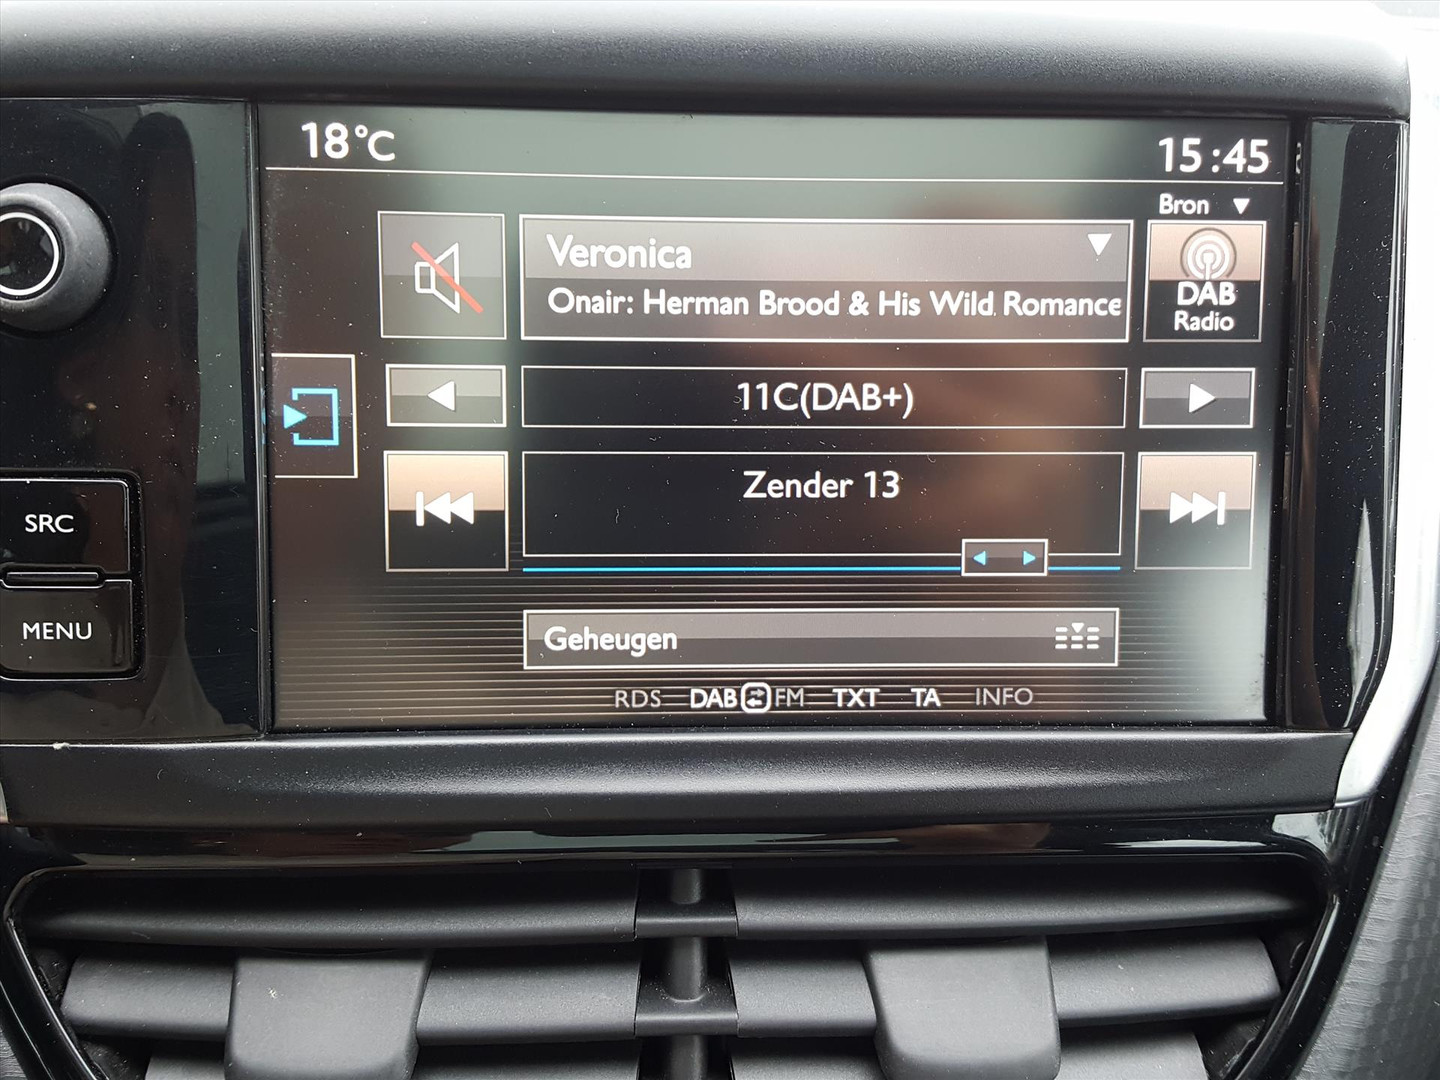 18°C
15:45
Bron
Veronica
Onair: Herman Brood & His Wild Romance
DAB
Radio
11C(DAB+)
Zender 13
SRC
MENU
Geheugen
RDS DAB FM TXT TA INFO